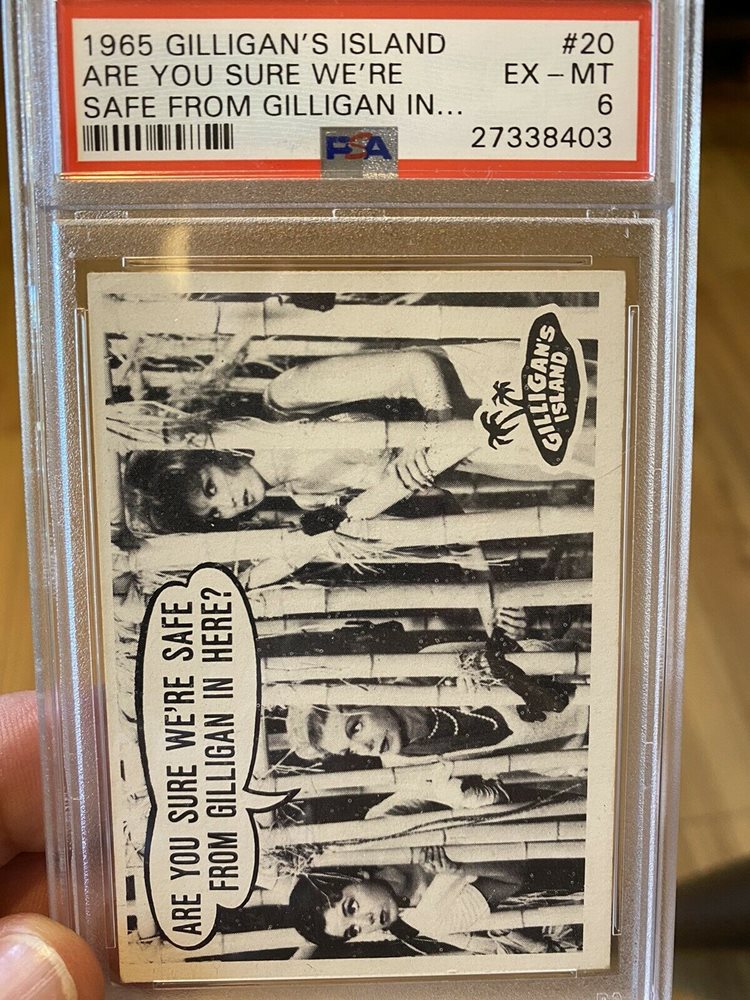 1965 GILLIGAN'S ISLAND #20
ARE YOU SURE WE'RE EX - MT
SAFE FROM GILLIGAN IN... 6
PSA 27338403
GILLIGAN'S
ISLAND
ARE YOU SURE WE'RE SAFE
FROM GILLIGAN IN HERE?